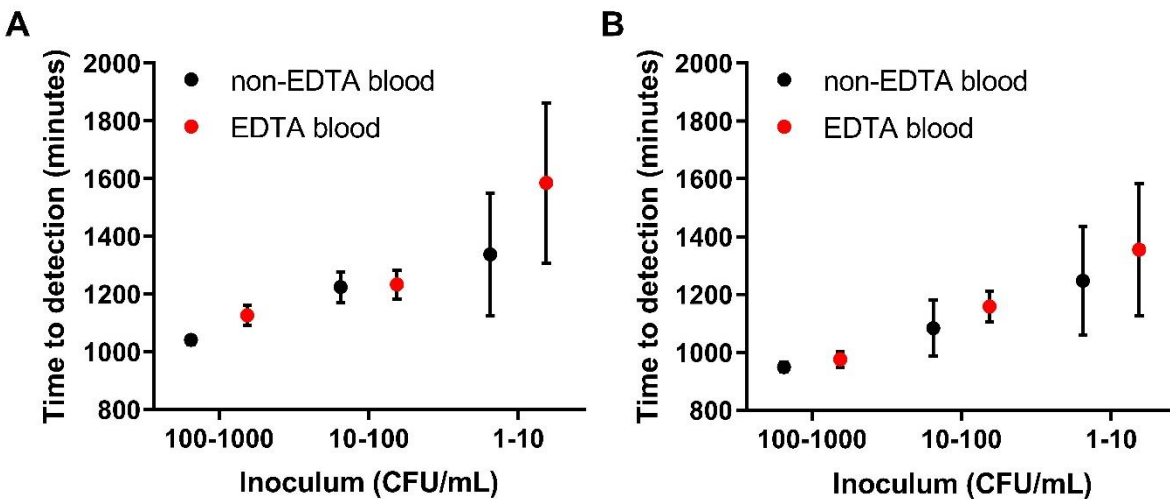 A
Time to detection (minutes)
2000
1800
1600
1400
1200
1000
800
non-EDTA blood
EDTA blood
100-1000
10-100
1-10
Inoculum (CFU/mL)
B
Time to detection (minutes)
2000
1800
1600
1400
1200
1000
800
non-EDTA blood
EDTA blood
100-1000
10-100
1-10
Inoculum (CFU/mL)